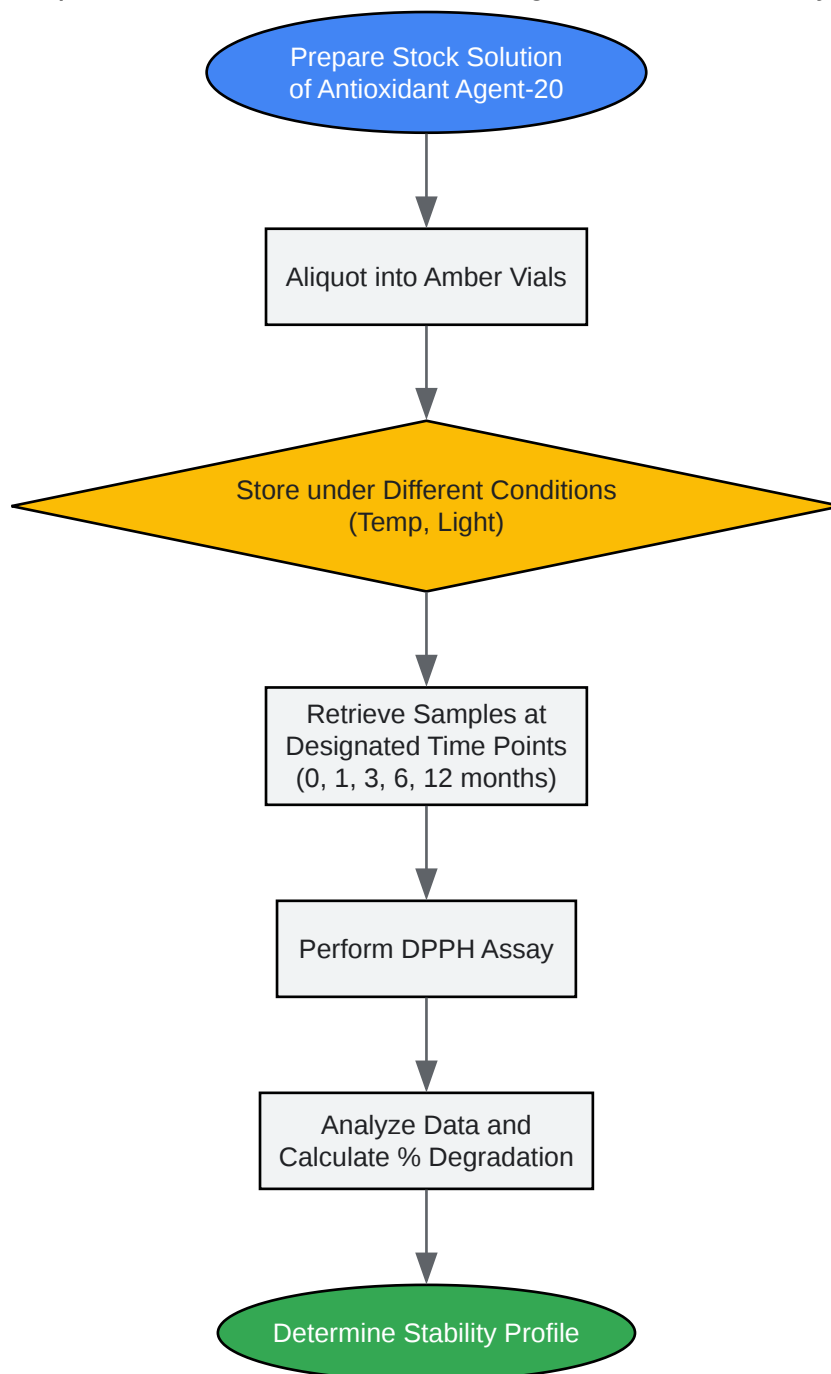 Prepare Stock Solution
of Antioxidant Agent-20
Aliquot into Amber Vials
Store under Different Conditions
(Temp, Light)
Retrieve Samples at
Designated Time Points
(0, 1, 3, 6, 12 months)
Perform DPPH Assay
Analyze Data and
Calculate % Degradation
Determine Stability Profile